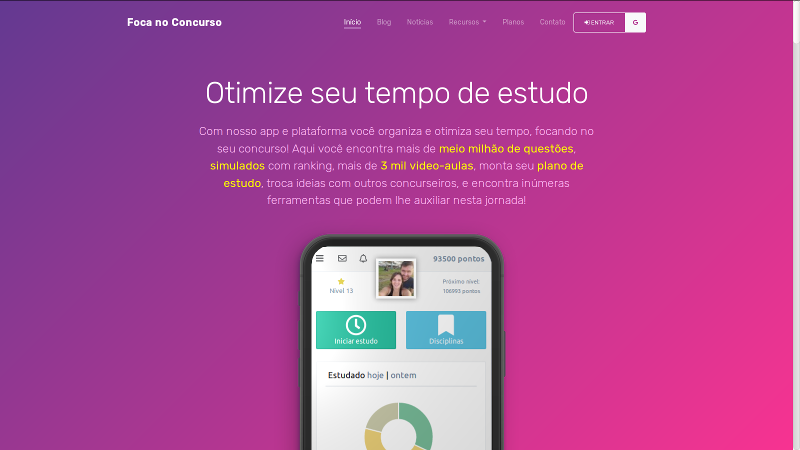 Foca no Concurso
Início
Blog
Notícias
Recursos
Planos
Contato
ENTRAR
G
Otimize seu tempo de estudo
Com nosso app e plataforma você organiza e otimiza seu tempo, focando no
seu concurso! Aqui você encontra mais de meio milhão de questões,
simulados com ranking, mais de 3 mil video-aulas, monta seu plano de
estudo, troca ideias com outros concurseiros, e encontra inúmeras
ferramentas que podem lhe auxiliar nesta jornada!
93500 pontos
Nível 13
Próximo nível:
106993 pontos
Iniciar estudo
Disciplinas
Estudado hoje | ontem